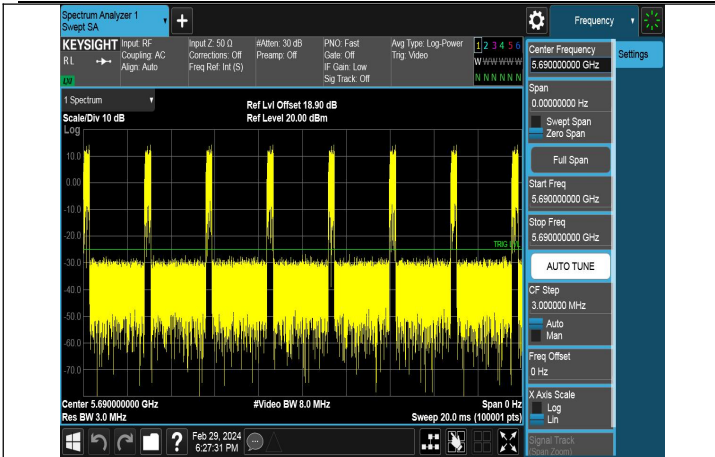 Spectrum Analyzer 1
Swept SA
+
Frequency
KEYSIGHT
RL
Input: RF
Coupling: AC
Align: Auto
Input Z: 50 Ω
Corrections: Off
Freq Ref: Int (S)
#Atten: 30 dB
Preamp: Off
PNO: Fast
Gate: Off
IF Gain: Low
Sig Track: Off
Avg Type: Log-Power
Trig: Video
1 2 3 4 5 6
W W W W W W
N N N N N N
1 Spectrum
Scale/Div 10 dB
Log
Ref Lvl Offset 18.90 dB
Ref Level 20.00 dBm
10.0
0.00
-10.0
-20.0
-30.0
-40.0
-50.0
-60.0
-70.0
Center 5.690000000 GHz
Res BW 3.0 MHz
#Video BW 8.0 MHz
Span 0 Hz
Sweep 20.0 ms (100001 pts)
Feb 29, 2024
6:27:31 PM
?
Center Frequency
5.690000000 GHz
Settings
Span
0.00000000 Hz
Swept Span
Zero Span
Full Span
Start Freq
5.690000000 GHz
Stop Freq
5.690000000 GHz
AUTO TUNE
CF Step
3.000000 MHz
Auto
Man
Freq Offset
0 Hz
X Axis Scale
Log
Lin
Signal Track
(Span Zoom)